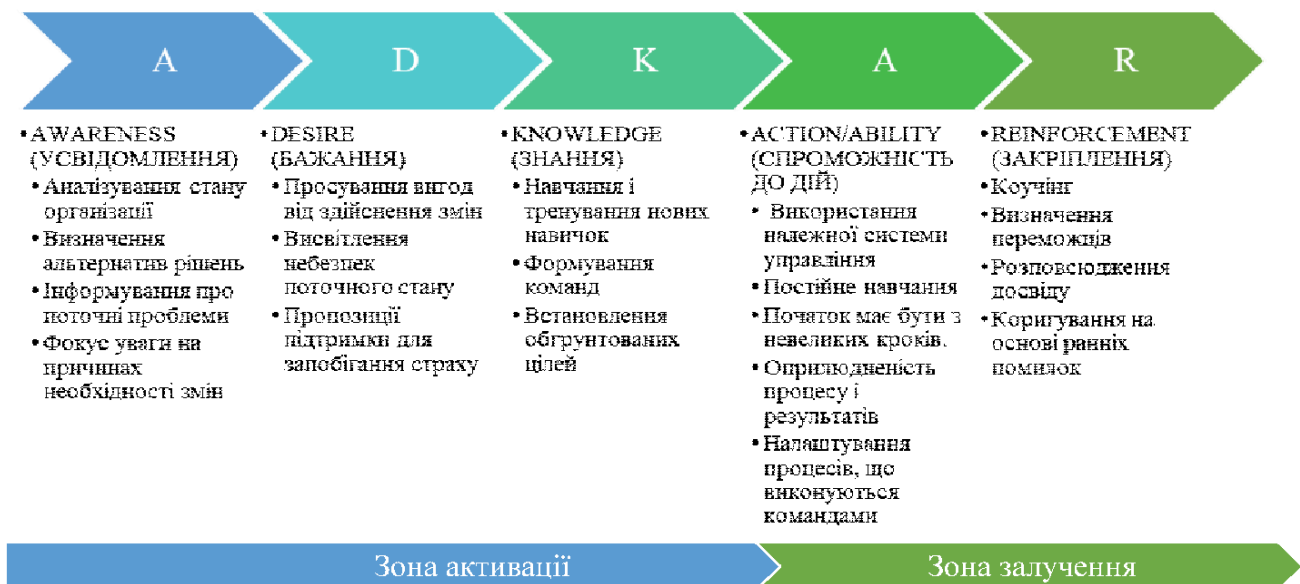 A
D
K
A
R
• AWARENESS
(УСВІДОМЛЕННЯ)
• Аналізування стану
організації
• Визначення
альтернатив рішень
• Інформування про
поточні проблеми
• Фокус уваги на
причинах
необхідності змін
• DESIRE
(БАЖАННЯ)
• Просування вигод
від здійснення змін
• Висвітлення
небезпек
поточного стану
• Пропозиції
підтримки для
запобігання страху
• KNOWLEDGE
(ЗНАННЯ)
• Навчання і
тренування нових
навичок
• Формування
команд
• Встановлення
обгрунтованих
цілей
• ACTION/ABILITY
(СПРОМОЖНІСТЬ
ДО ДІЙ)
• Використання
належної системи
управління
• Постійне навчання
• Початок має бути з
невеликих кроків.
• Оприлюдненість
процесу і
результатів
• Налаштування
процесів, що
виконуються
командами
• REINFORCEMENT
(ЗАКРІПЛЕННЯ)
• Коучінг
• Визначення
переможців
• Розповсюдження
досвіду
• Коригування на
основі ранніх
помилок
Зона активації
Зона залучення